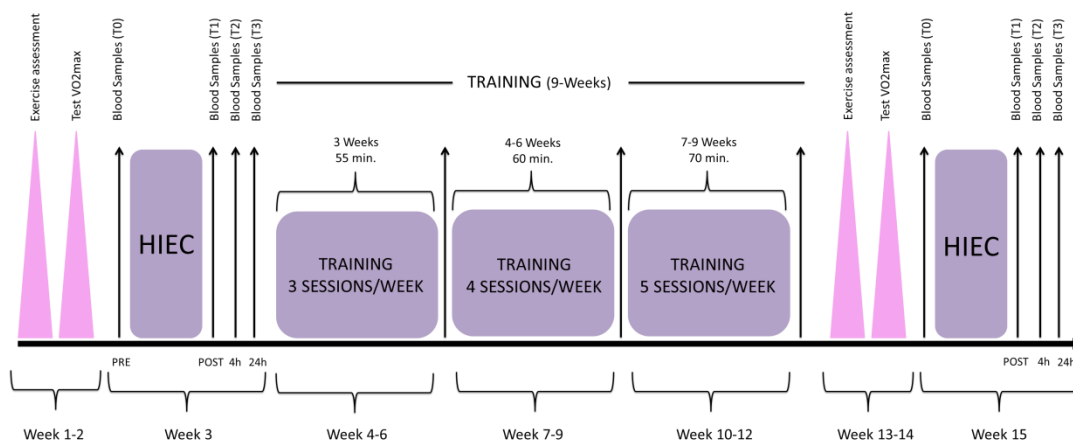 Exercise assessment
Test VO2max
Blood Samples (T0)
Blood Samples (T1)
Blood Samples (T2)
Blood Samples (T3)
TRAINING (9-Weeks)
Exercise assessment
Test VO2max
Blood Samples (T0)
Blood Samples (T1)
Blood Samples (T2)
Blood Samples (T3)
3 Weeks
55 min.
4-6 Weeks
60 min.
7-9 Weeks
70 min.
HIEC
TRAINING
3 SESSIONS/WEEK
TRAINING
4 SESSIONS/WEEK
TRAINING
5 SESSIONS/WEEK
HIEC
PRE
POST
4h
24h
POST
4h
24h
Week 1-2
Week 3
Week 4-6
Week 7-9
Week 10-12
Week 13-14
Week 15